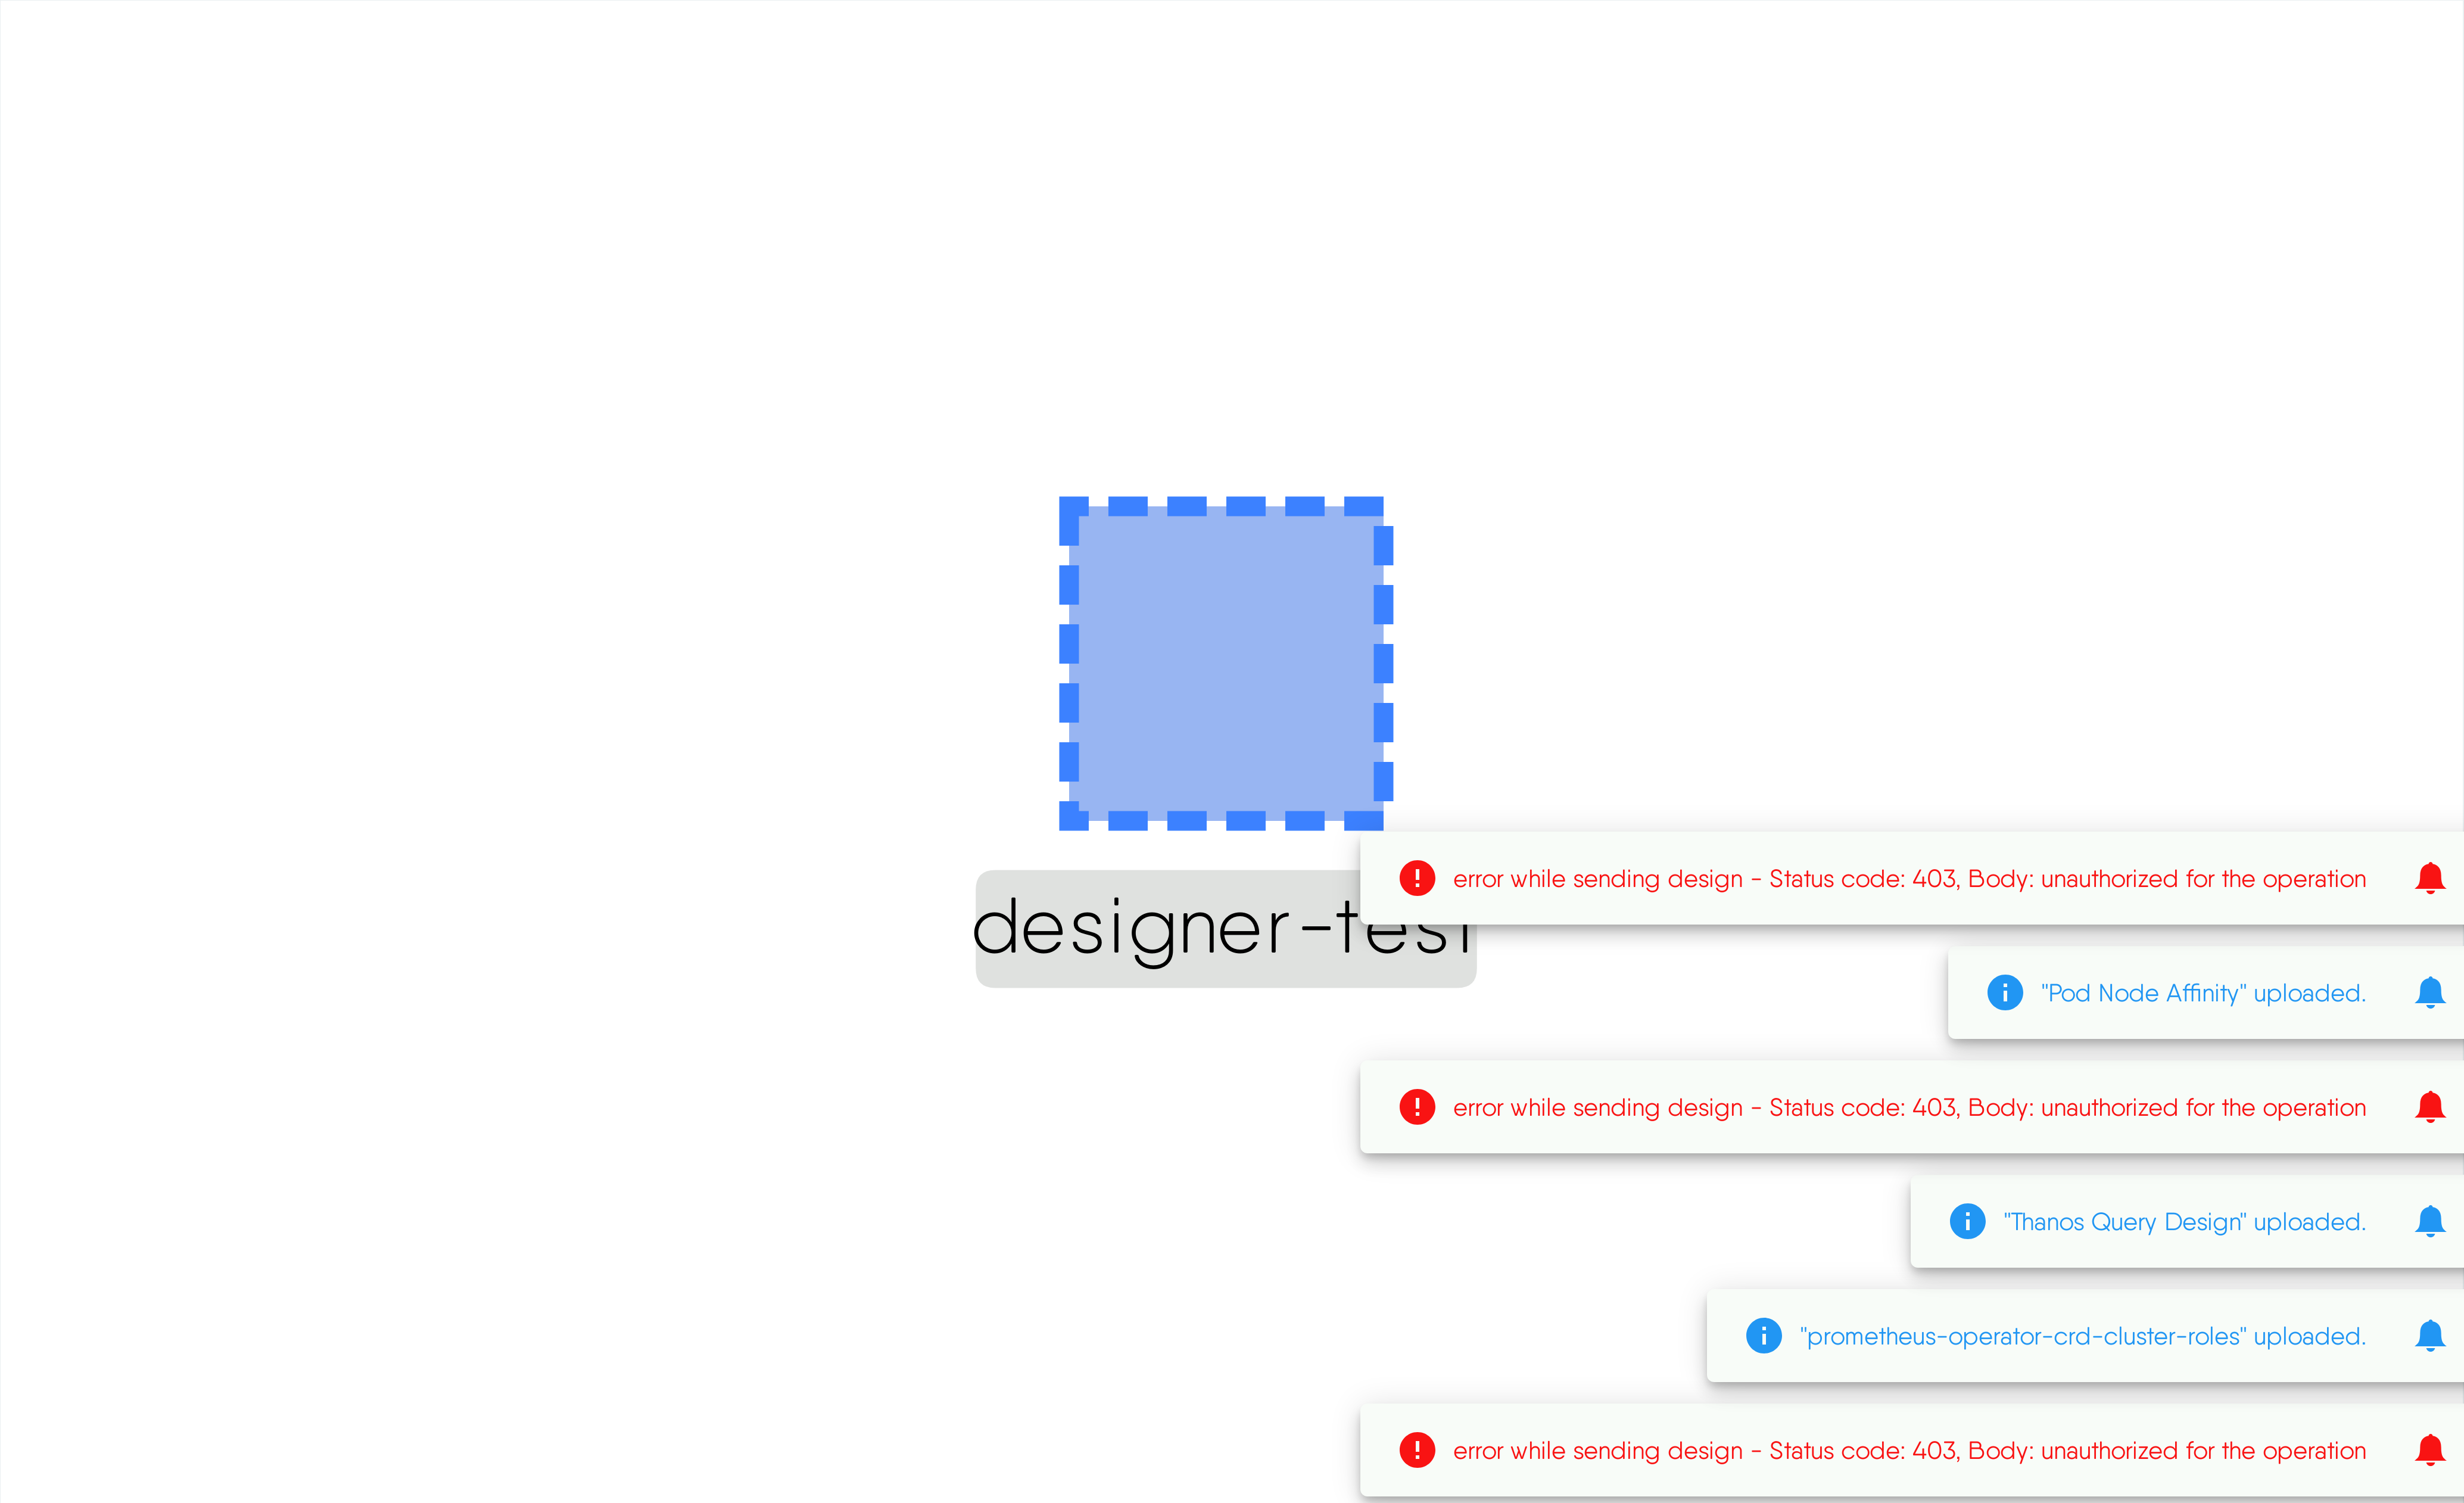 error while sending design - Status code: 403, Body: unauthorized for the operation
designer-test
"Pod Node Affinity" uploaded.
error while sending design - Status code: 403, Body: unauthorized for the operation
"Thanos Query Design" uploaded.
"prometheus-operator-crd-cluster-roles" uploaded.
error while sending design - Status code: 403, Body: unauthorized for the operation